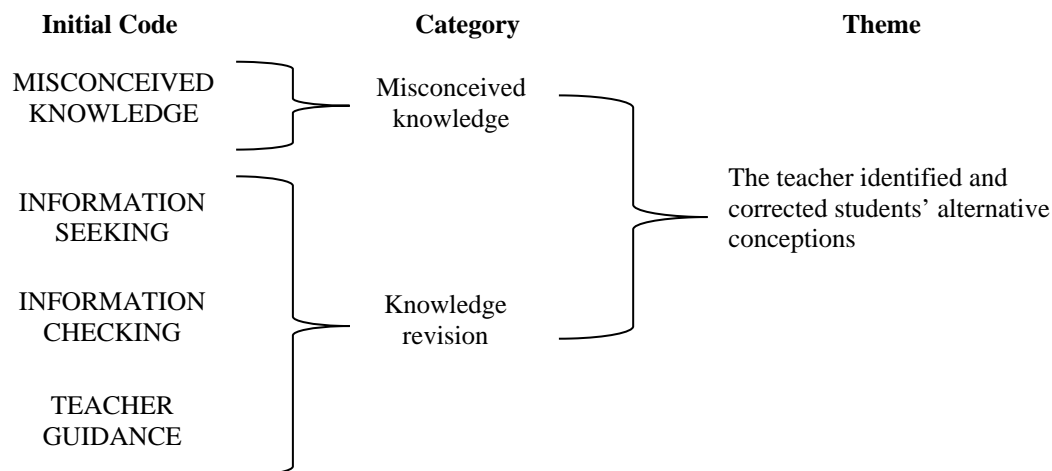 Initial Code
Category
Theme
MISCONCEIVED
KNOWLEDGE
Misconceived
knowledge
INFORMATION
SEEKING
The teacher identified and
corrected students’ alternative
conceptions
INFORMATION
CHECKING
Knowledge
revision
TEACHER
GUIDANCE